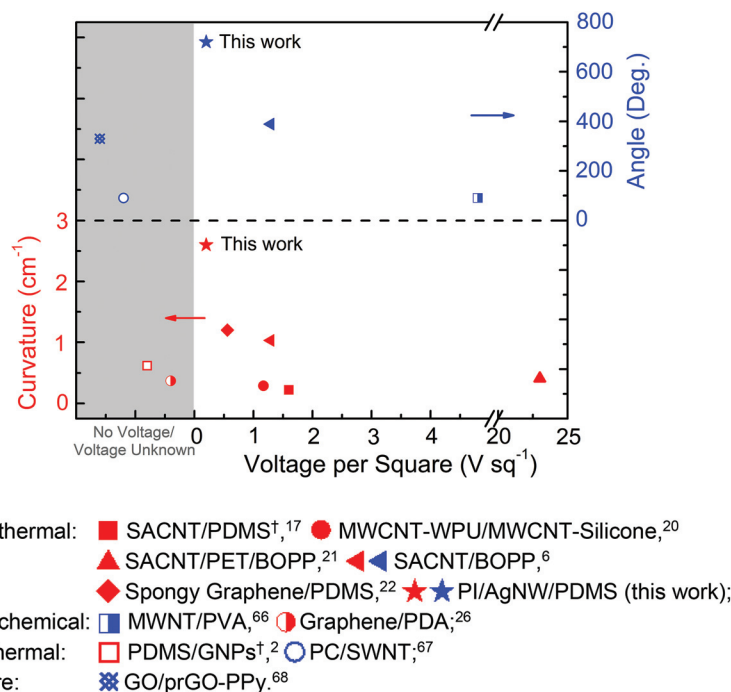 800
This work
600
400
200
0
Angle (Deg.)
3
This work
2
1
0
Curvature (cm-1)
No Voltage/
Voltage Unknown
0 1 2 3 4 20 25
Voltage per Square (V sq-1)
thermal: SACNT/PDMS†,17 MWCNT-WPU/MWCNT-Silicone,20
SACNT/PET/BOPP,21 SACNT/BOPP,6
Spongy Graphene/PDMS,22 PI/AgNW/PDMS (this work);
chemical: MWNT/PVA,66 Graphene/PDA;26
hermal: PDMS/GNPs†,2 PC/SWNT;67
re: GO/prGO-PPy.68